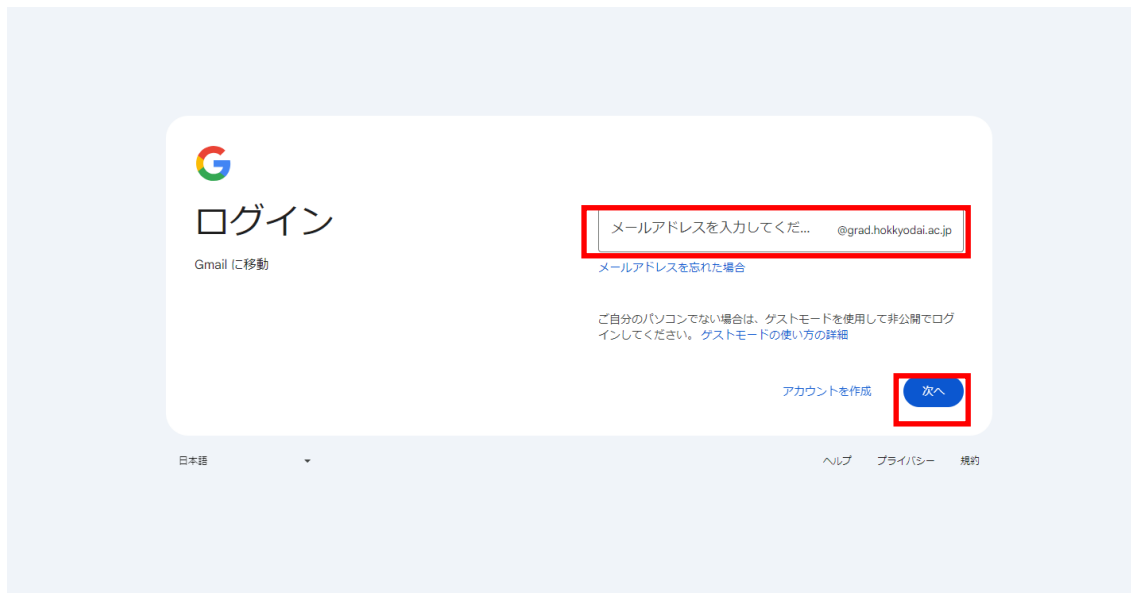 ログイン
Gmail に移動
メールアドレスを入力してくだ... @grad.hokkyodai.ac.jp
メールアドレスを忘れた場合
ご自分のパソコンでない場合は、ゲストモードを使用して非公開でログ
インしてください。 ゲストモードの使い方の詳細
アカウントを作成 次へ
日本語 ヘルプ プライバシー 規約